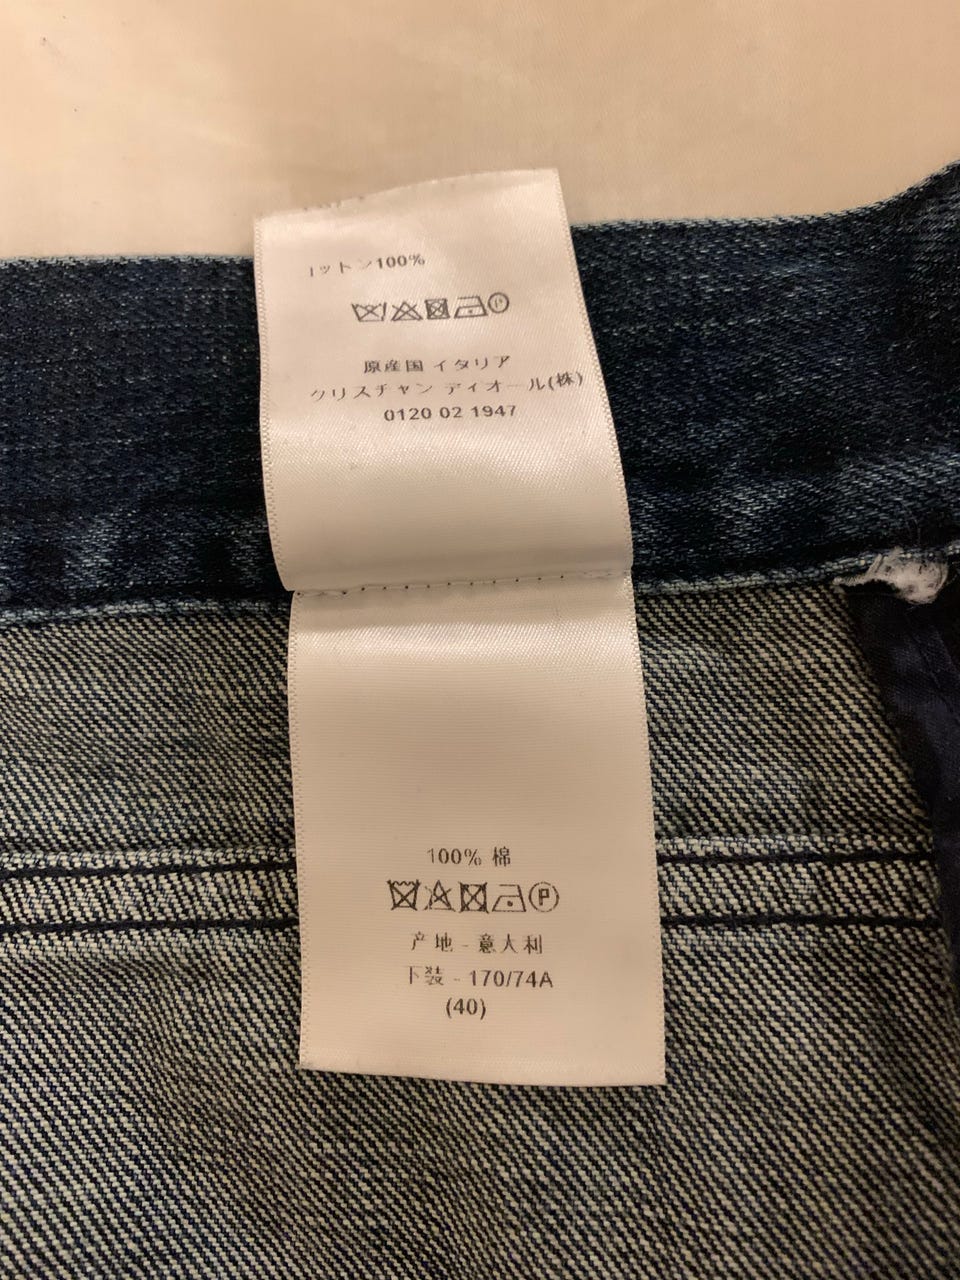 コットン100%
原産国 イタリア
クリスチャン ディオール(株)
0120 02 1947
100% 棉
P
产地 - 意大利
下装 - 170/74A
(40)